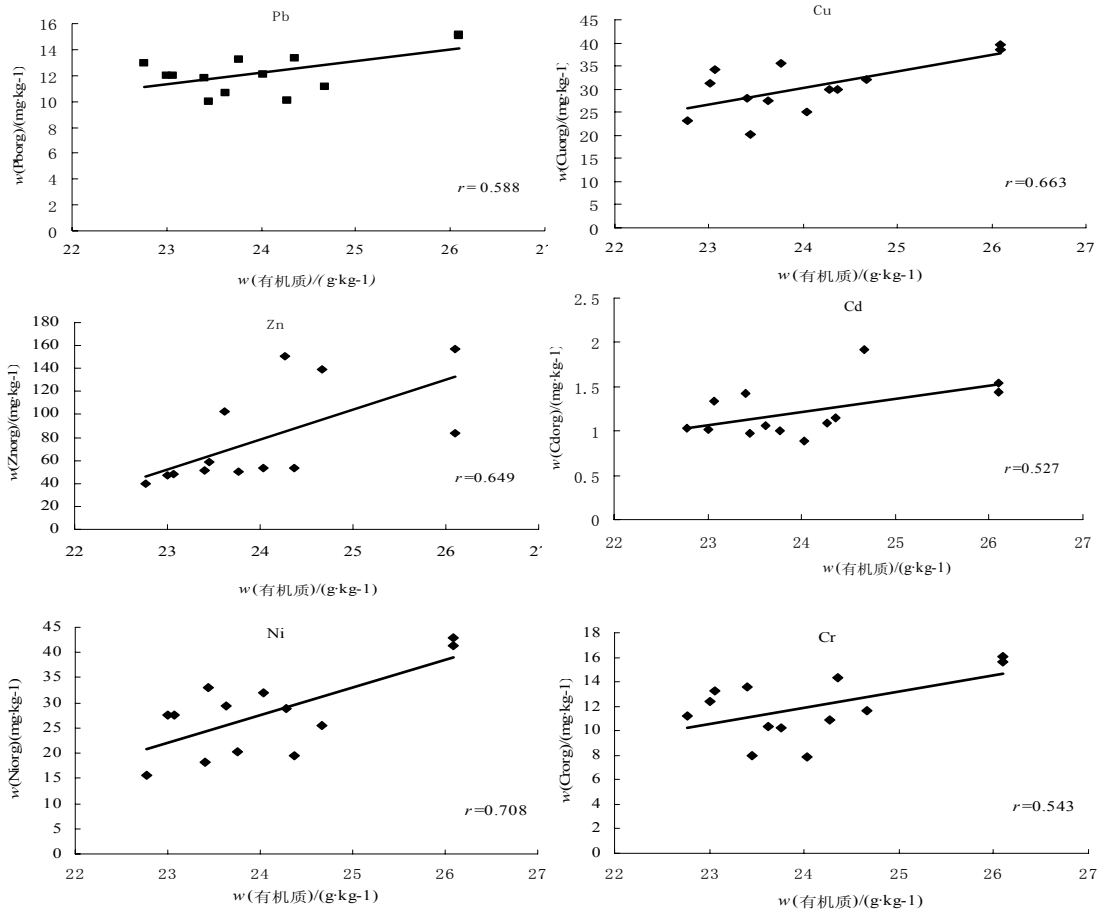 Pb
16
14
12
10
8
6
4
2
0
w(Pborg)/(mg·kg-1)
r= 0.588
22 23 24 25 26
w(有机质)/(g·kg-1)
Cu
45
40
35
30
25
20
15
10
5
0
w(Cuorg)/(mg·kg-1)
r=0.663
22 23 24 25 26 27
w(有机质)/(g·kg-1)
Zn
180
160
140
120
100
80
60
40
20
0
w(Znorg)/(mg·kg-1)
r=0.649
22 23 24 25 26
w(有机质)/(g·kg-1)
Cd
2.5
2
1.5
1
0.5
0
w(Cdorg)/(mg·kg-1)
r=0.527
22 23 24 25 26 27
w(有机质)/(g·kg-1)
Ni
45
40
35
30
25
20
15
10
5
0
w(Niorg)(mg·kg-1)
r=0.708
22 23 24 25 26 27
w(有机质)/(g·kg-1)
Cr
18
16
14
12
10
8
6
4
2
0
w(Crorg)/(mg·kg-1)
r=0.543
22 23 24 25 26 27
w(有机质)/(g·kg-1)